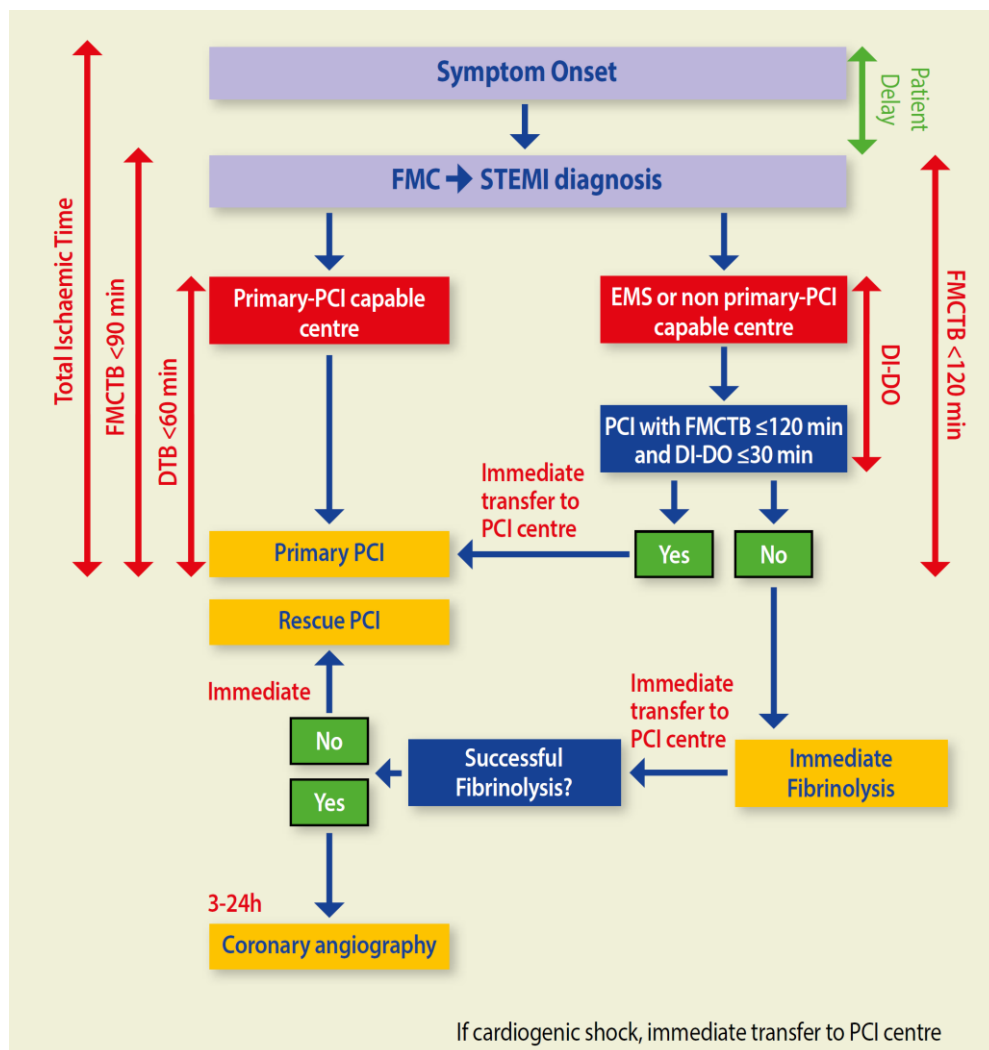 Symptom Onset
Patient
Delay
FMC → STEMI diagnosis
Total Ischaemic Time
FMCTB <90 min
DTB <60 min
Primary-PCI capable
centre
EMS or non primary-PCI
capable centre
DI-DO
FMCTB <120 min
PCI with FMCTB ≤120 min
and DI-DO ≤30 min
Immediate
transfer to
PCI centre
Primary PCI
Yes
No
Rescue PCI
Immediate
No
Yes
Successful
Fibrinolysis?
Immediate
transfer to
PCI centre
Immediate
Fibrinolysis
3-24h
Coronary angiography
If cardiogenic shock, immediate transfer to PCI centre